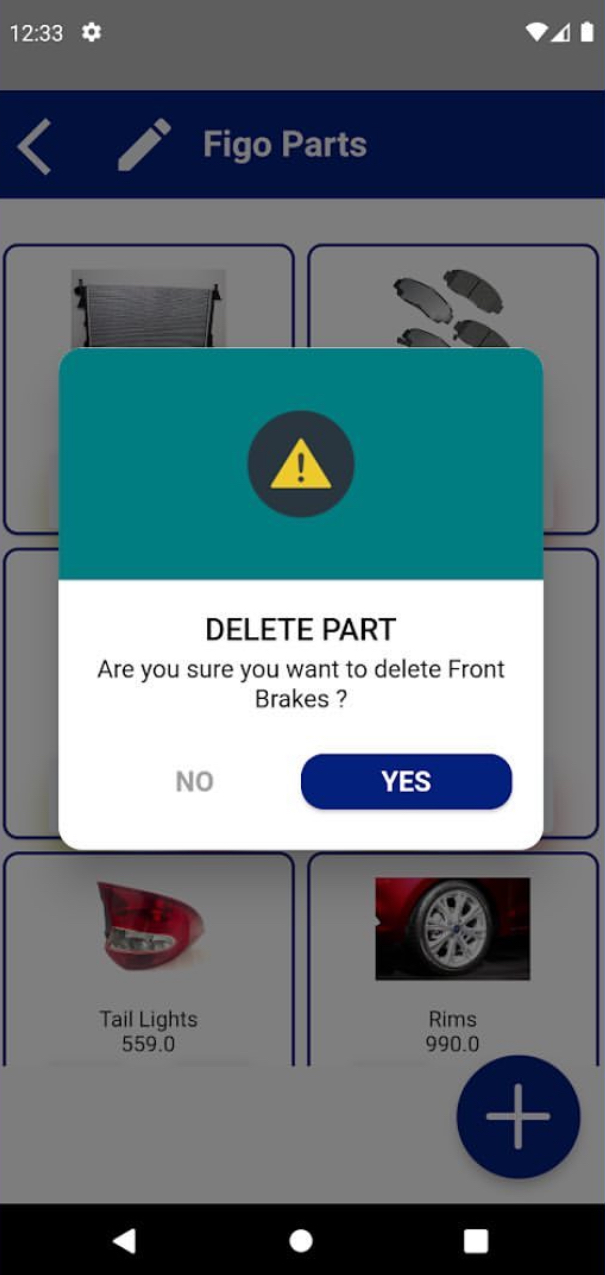 12:33
Figo Parts
DELETE PART
Are you sure you want to delete Front
Brakes ?
NO
YES
Tail Lights
559.0
Rims
990.0